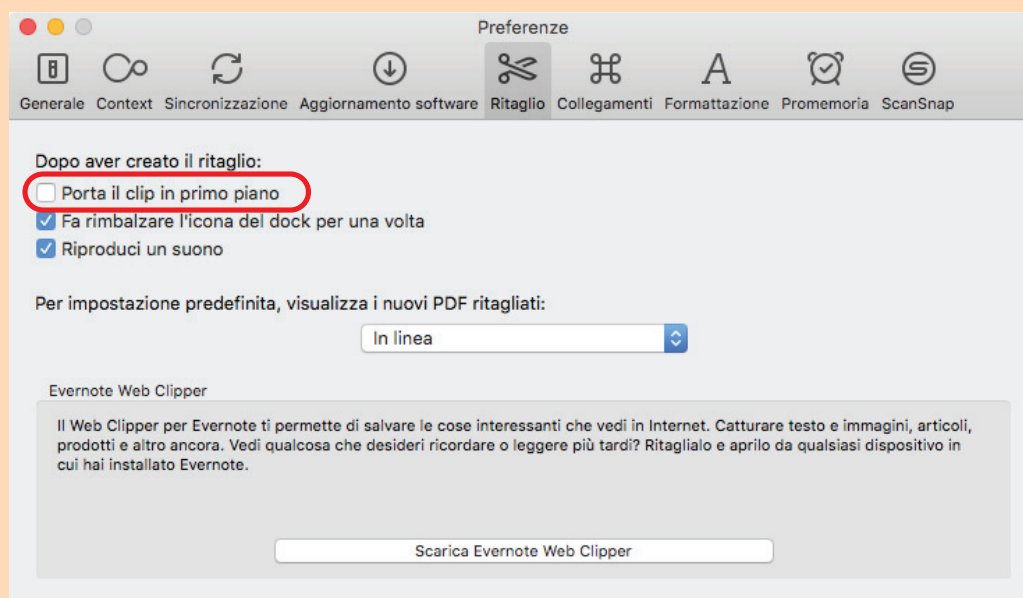 Preferenze
Generale Context Sincronizzazione Aggiornamento software Ritaglio Collegamenti Formattazione Promemoria ScanSnap
Dopo aver creato il ritaglio:
Porta il clip in primo piano
Fa rimbalzare l'icona del dock per una volta
Riproduci un suono
Per impostazione predefinita, visualizza i nuovi PDF ritagliati:
In linea
Evernote Web Clipper
Il Web Clipper per Evernote ti permette di salvare le cose interessanti che vedi in Internet. Catturare testo e immagini, articoli,
prodotti e altro ancora. Vedi qualcosa che desideri ricordare o leggere più tardi? Ritaglialo e aprilo da qualsiasi dispositivo in
cui hai installato Evernote.
Scarica Evernote Web Clipper